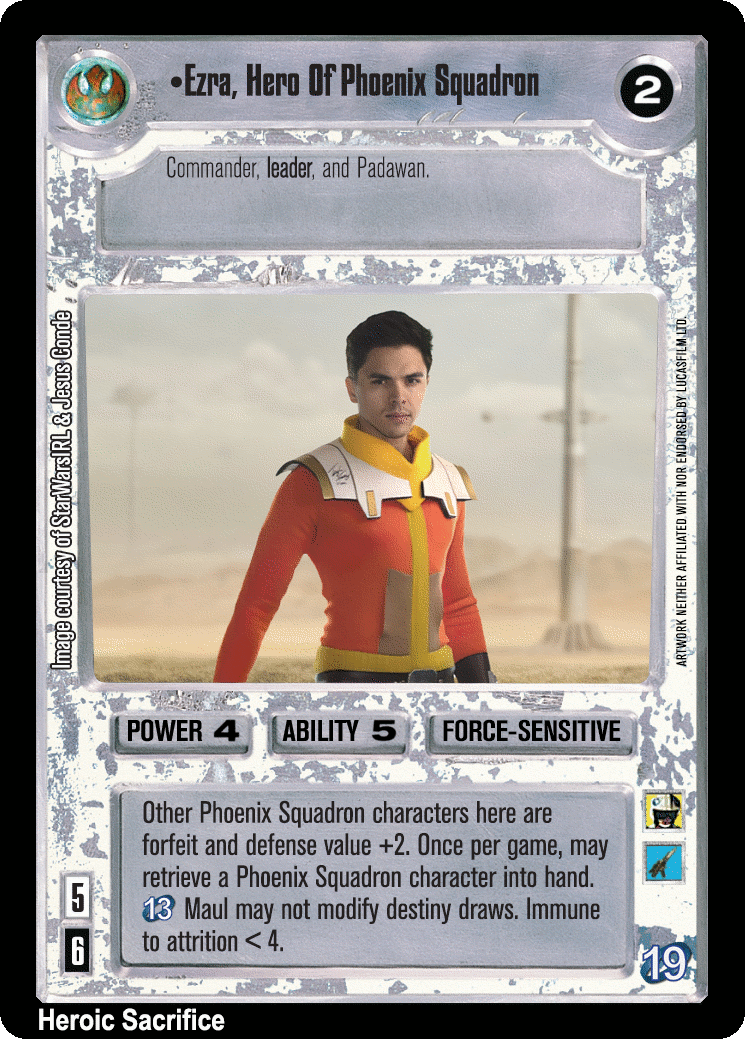 •Ezra, Hero Of Phoenix Squadron
2
Commander, leader, and Padawan.
Image courtesy of StarWarsIRL & Jesus Conde
ARTWORK NEITHER AFFILIATED WITH NOR ENDORSED BY LUCASFILM LTD.
POWER 4
ABILITY 5
FORCE-SENSITIVE
Other Phoenix Squadron characters here are
forfeit and defense value +2. Once per game, may
retrieve a Phoenix Squadron character into hand.
13 Maul may not modify destiny draws. Immune
to attrition < 4.
5
6
19
Heroic Sacrifice